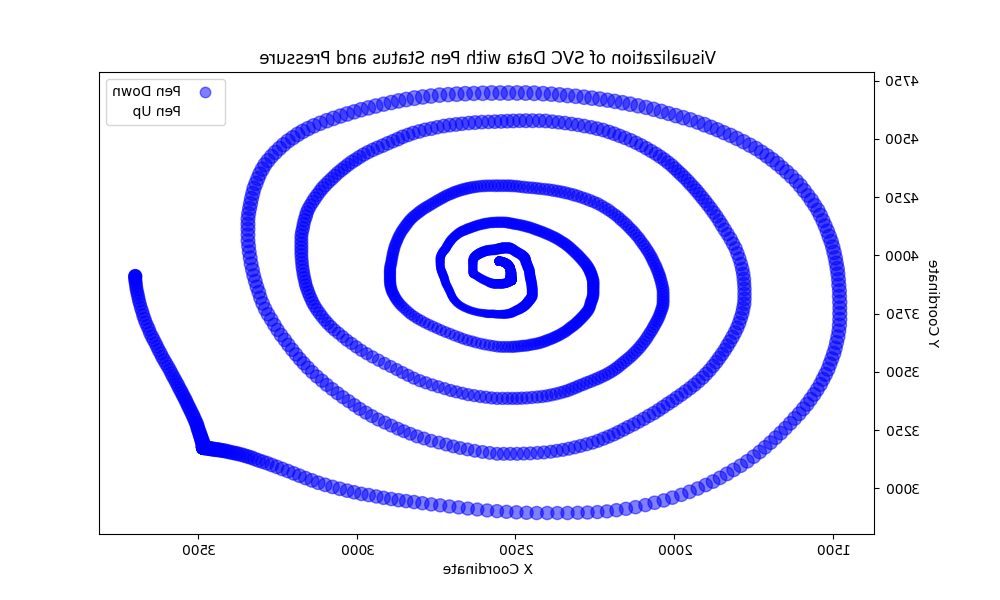 Visualization of SVC Data with Pen Status and Pressure
Pen Down
Pen Up
4750
4500
4250
4000
3750
3500
3250
3000
Y Coordinate
1500
2000
2500
3000
3500
X Coordinate